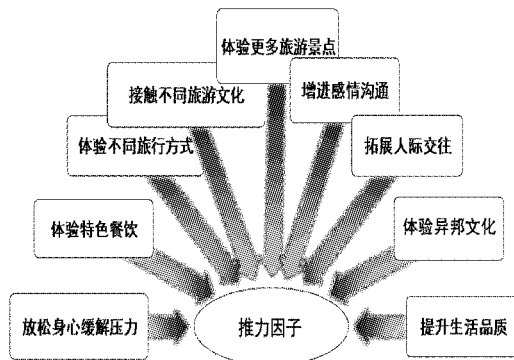 体验更多旅游景点
接触不同旅游文化
增进感情沟通
体验不同旅行方式
拓展人际交往
体验特色餐饮
体验异邦文化
放松身心缓解压力
推力因子
提升生活品质